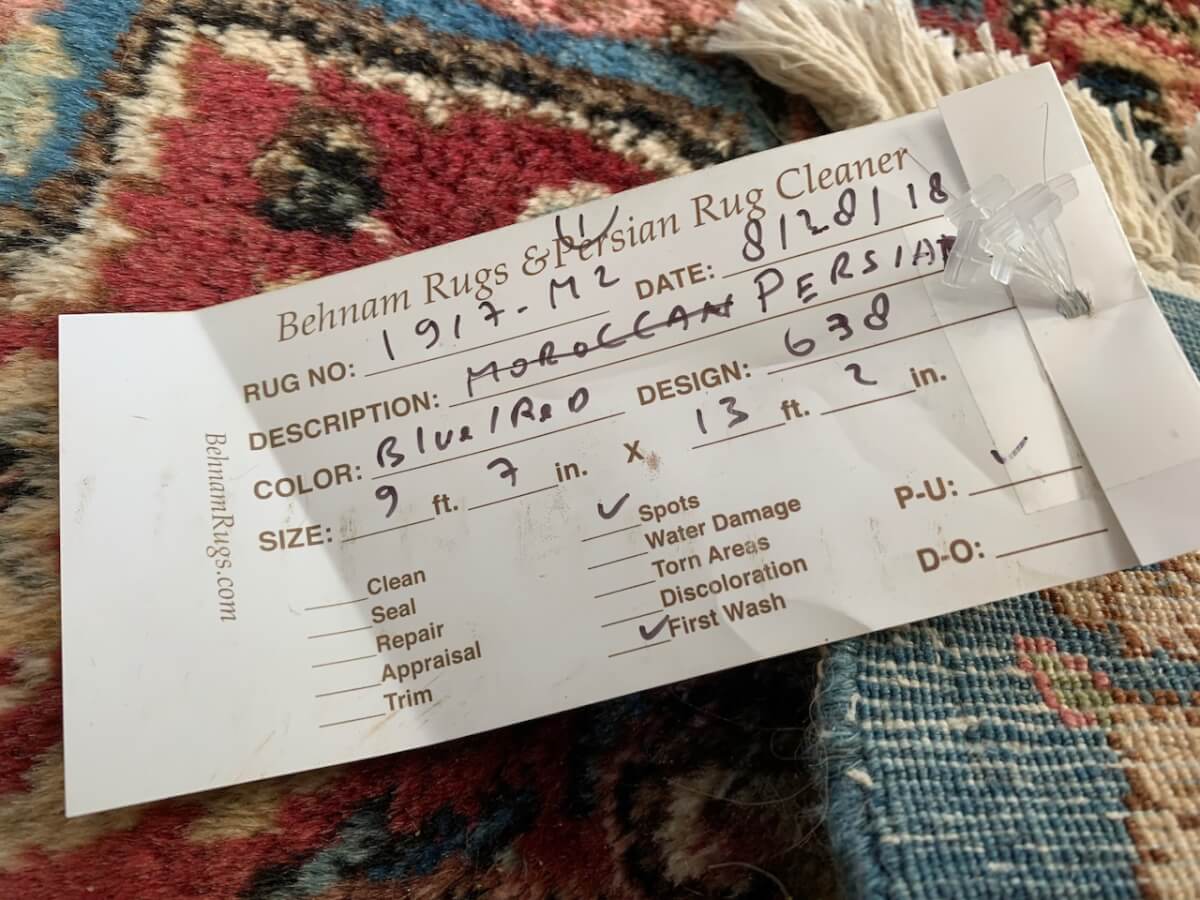 Behnam Rugs & Persian Rug Cleaner
RUG NO: 1917-M2 DATE: 8/28/18
DESCRIPTION: MOROCCAN PERSIAN
COLOR: Blue/ReD DESIGN: 638
SIZE: 9 ft. 7 in. X 13 ft. 2 in.
Clean
Seal
Repair
Appraisal
Trim
✓ Spots
Water Damage
Torn Areas
Discoloration
✓ First Wash
P-U: ✓
D-O:
BehnamRugs.com